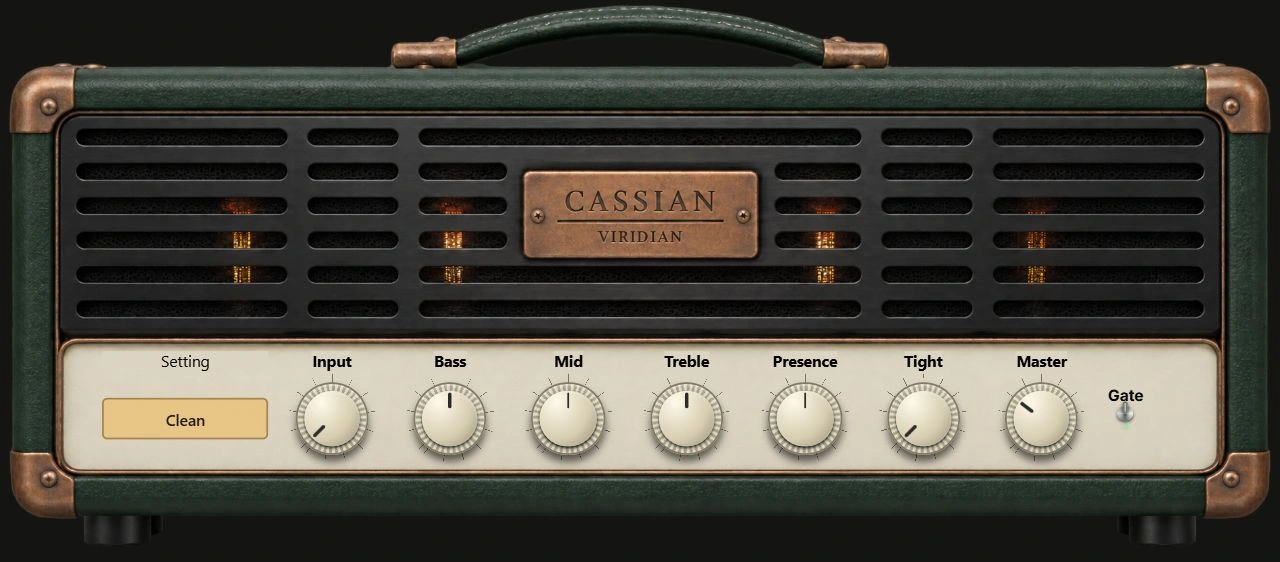 CASSIAN
VIRIDIAN
Setting
Input
Bass
Mid
Treble
Presence
Tight
Master
Gate
Clean